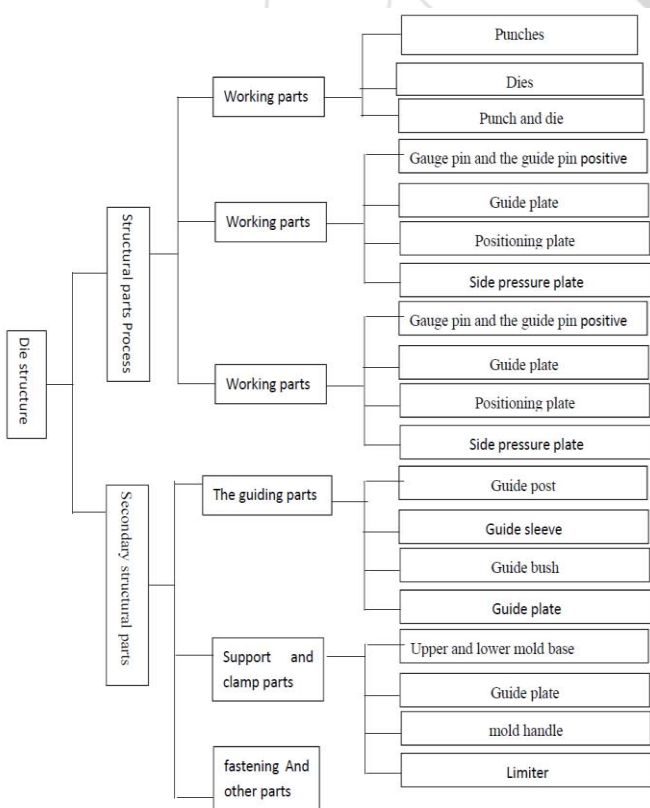 Die structure
Structural parts Process
Working parts
Punches
Dies
Punch and die
Working parts
Gauge pin and the guide pin positive
Guide plate
Positioning plate
Side pressure plate
Working parts
Gauge pin and the guide pin positive
Guide plate
Positioning plate
Side pressure plate
Secondary structural parts
The guiding parts
Guide post
Guide sleeve
Guide bush
Guide plate
Support and
clamp parts
Upper and lower mold base
Guide plate
mold handle
Limiter
fastening And
other parts